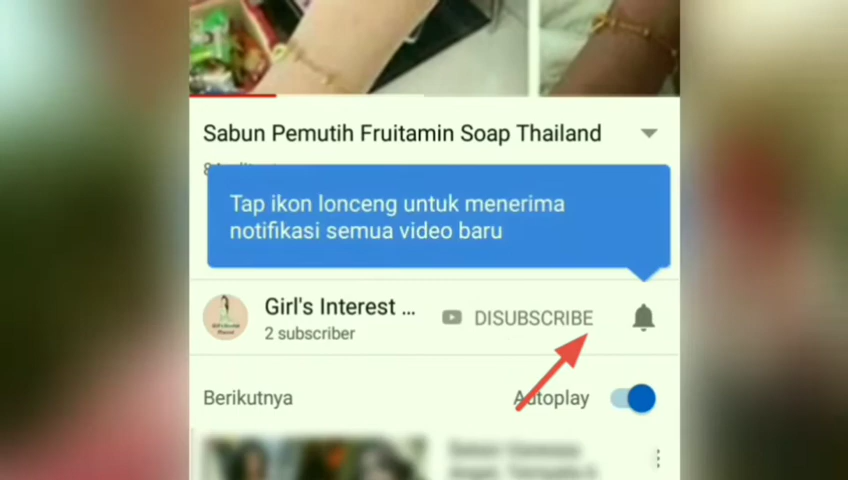 Sabun Pemutih Fruitamin Soap Thailand
Tap ikon lonceng untuk menerima
notifikasi semua video baru
Girl's Interest ...
DISUBSCRIBE
2 subscriber
Berikutnya
Autoplay